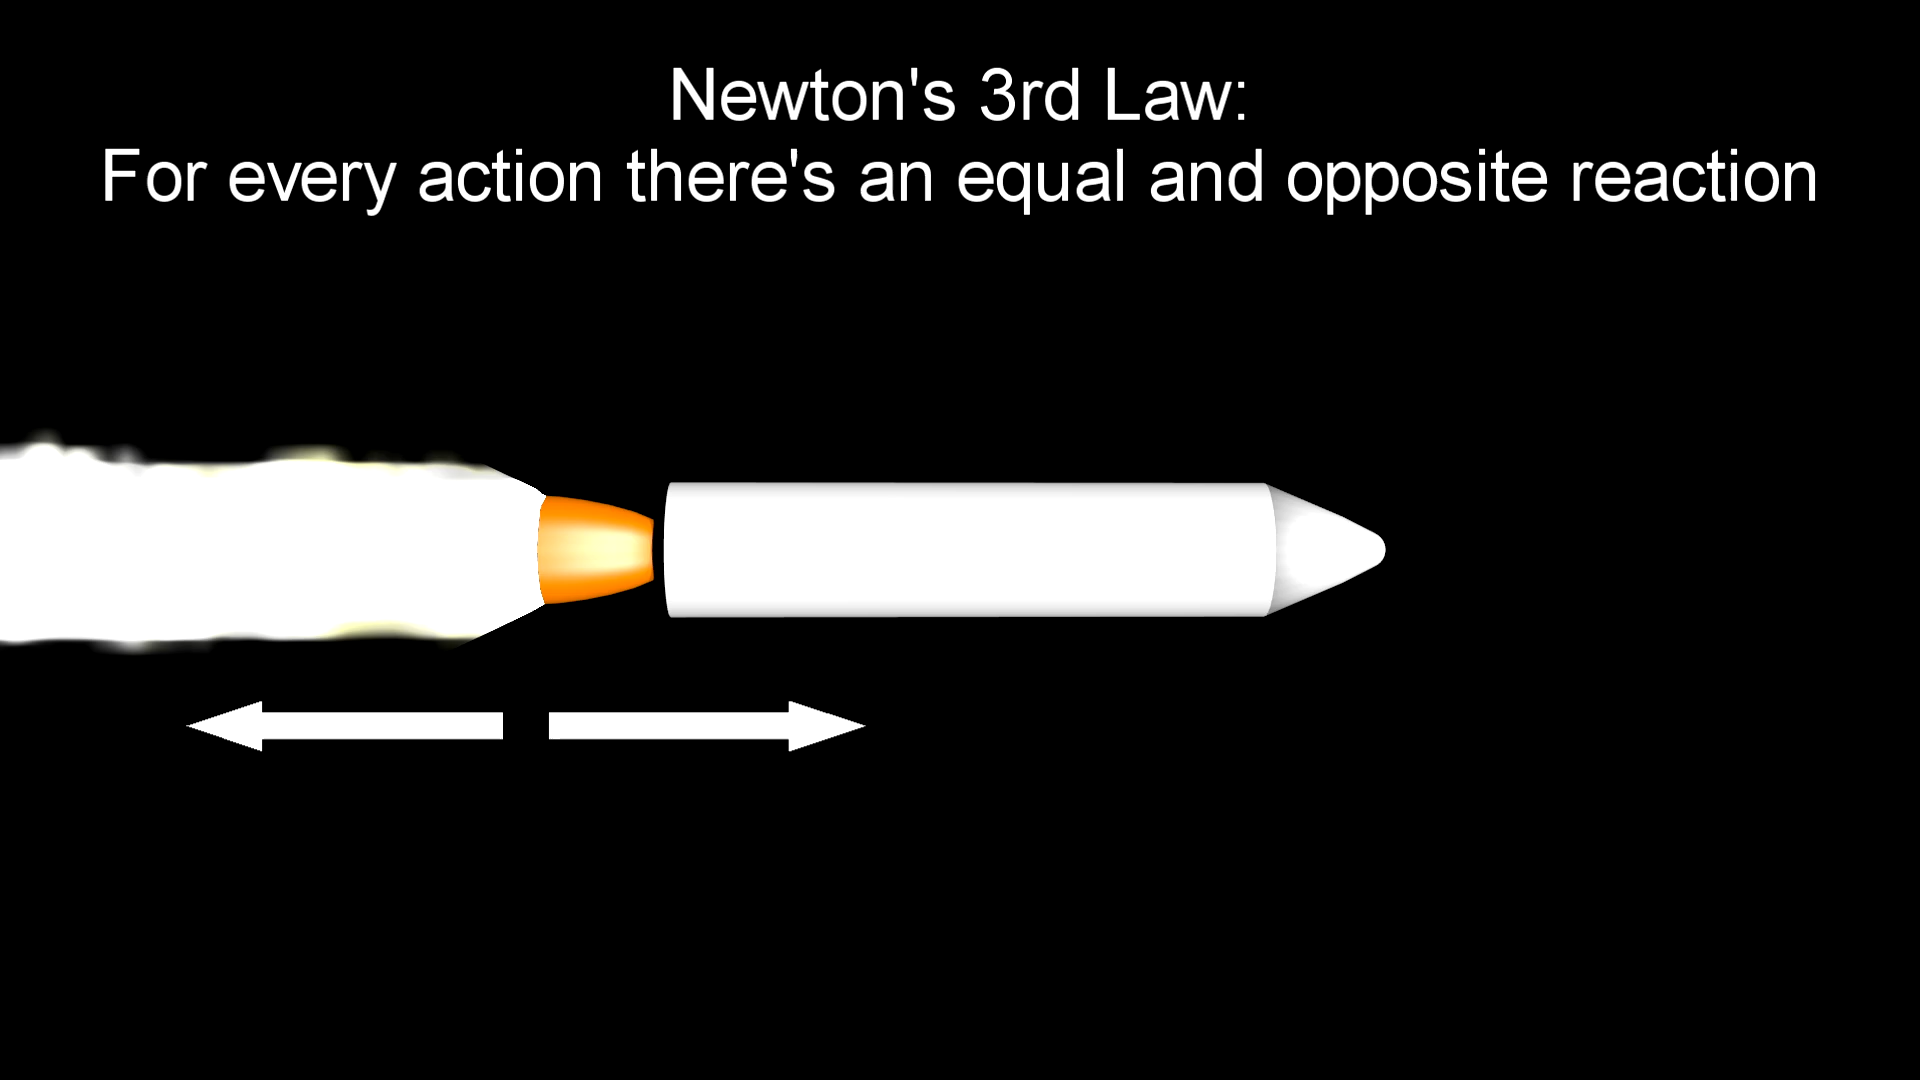 Newton's 3rd Law:
For every action there's an equal and opposite reaction